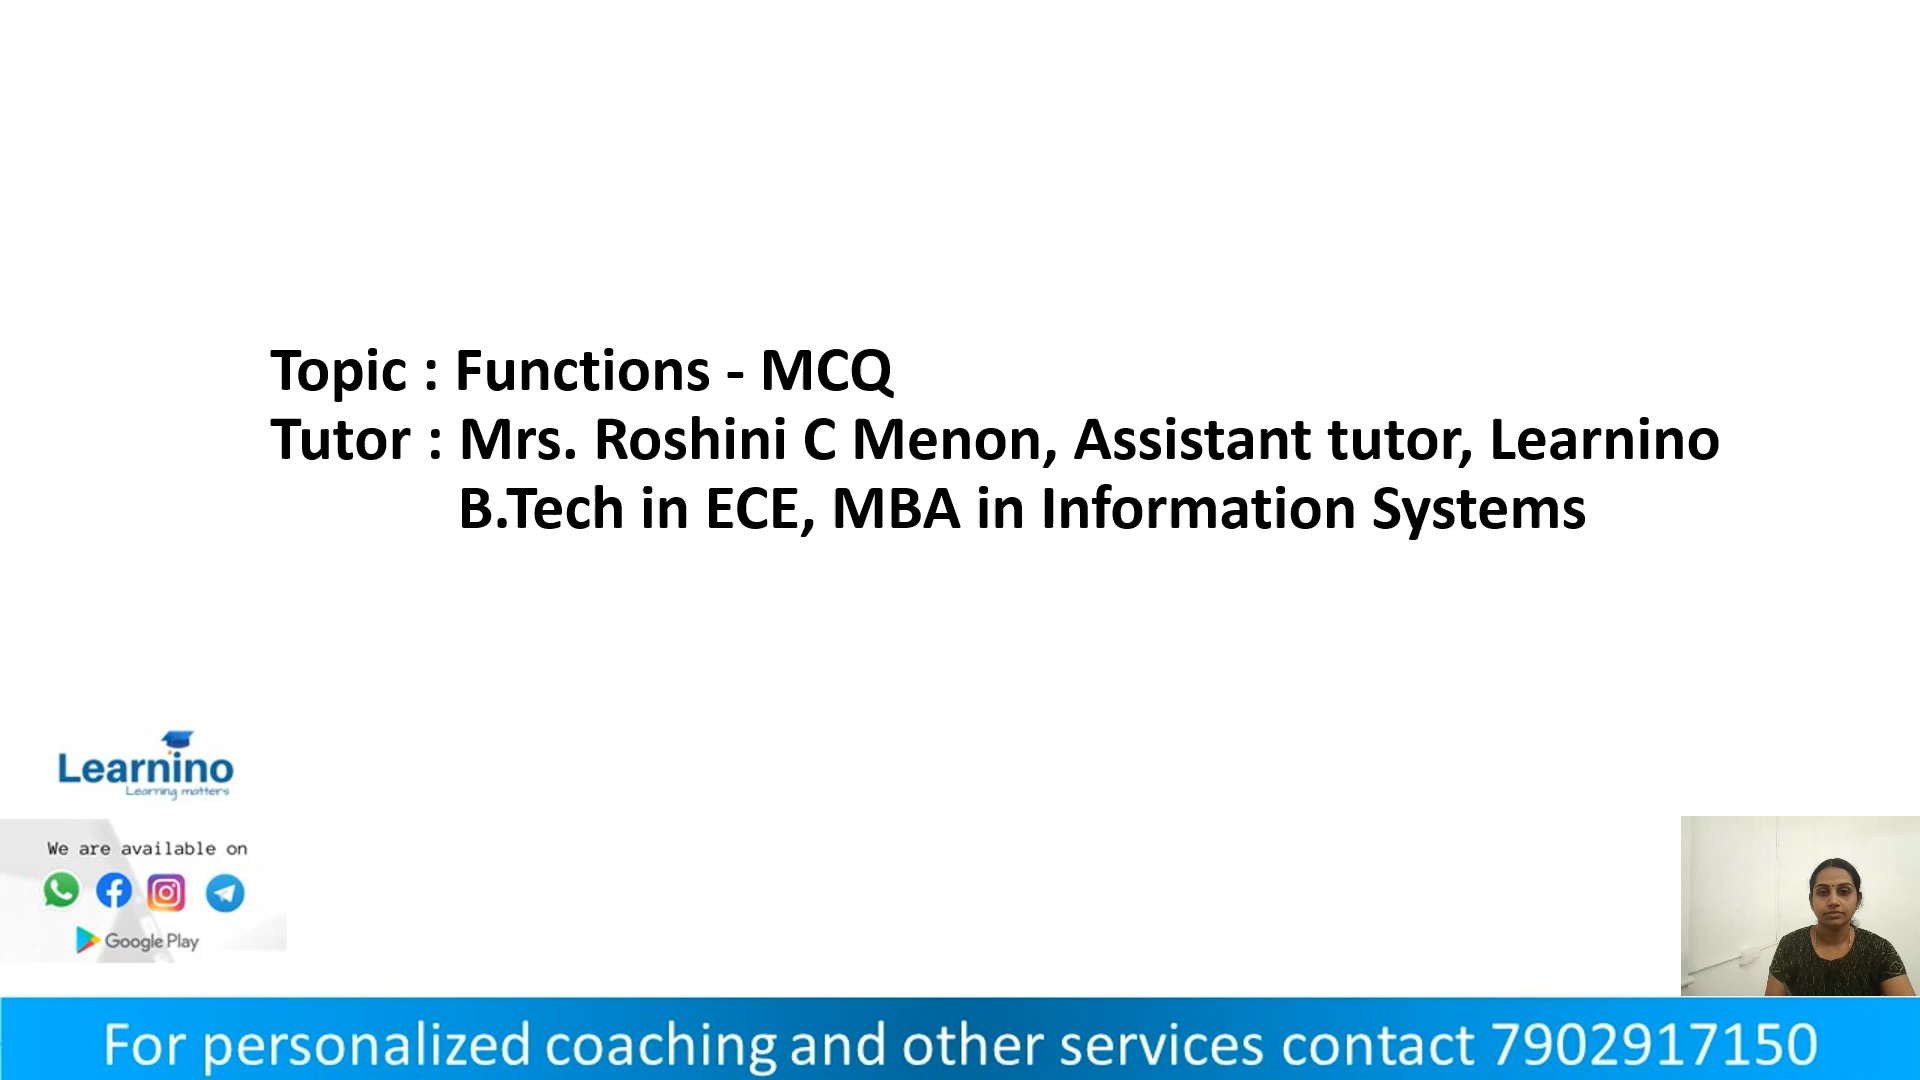 Topic : Functions - MCQ
Tutor : Mrs. Roshini C Menon, Assistant tutor, Learnino
B.Tech in ECE, MBA in Information Systems
Learnino
Learning matters
We are available on
Google Play
For personalized coaching and other services contact 7902917150